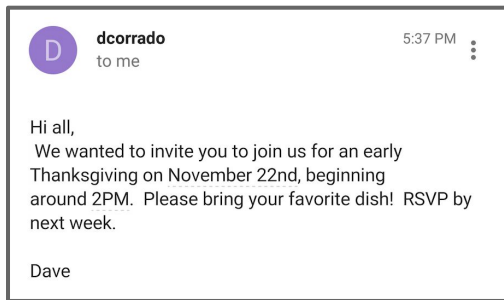 D
dcorrado
5:37 PM
to me
Hi all,
We wanted to invite you to join us for an early
Thanksgiving on November 22nd, beginning
around 2PM.  Please bring your favorite dish!  RSVP by
next week.
Dave